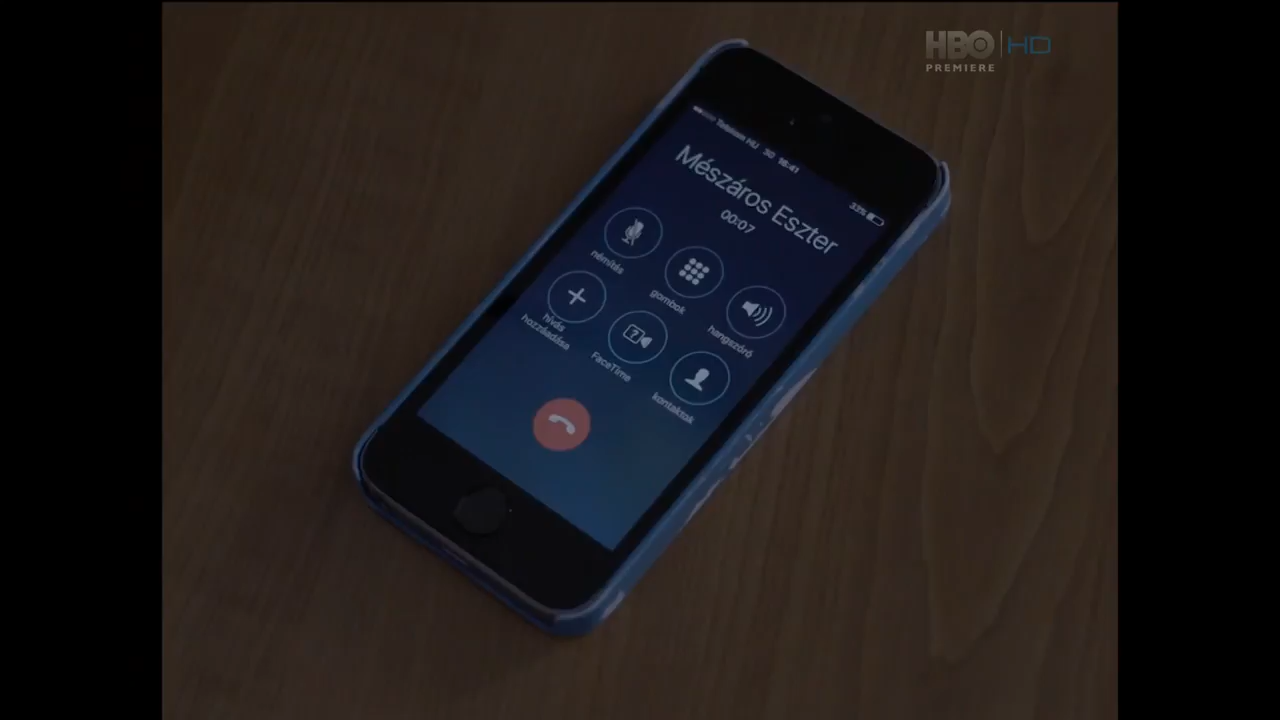 HBO HD
PREMIERE
Telekom HU 3G 16:41
33%
Mészáros Eszter
00:07
némítás
gombok
hangszóró
hívás
hozzáadása
FaceTime
kontaktok